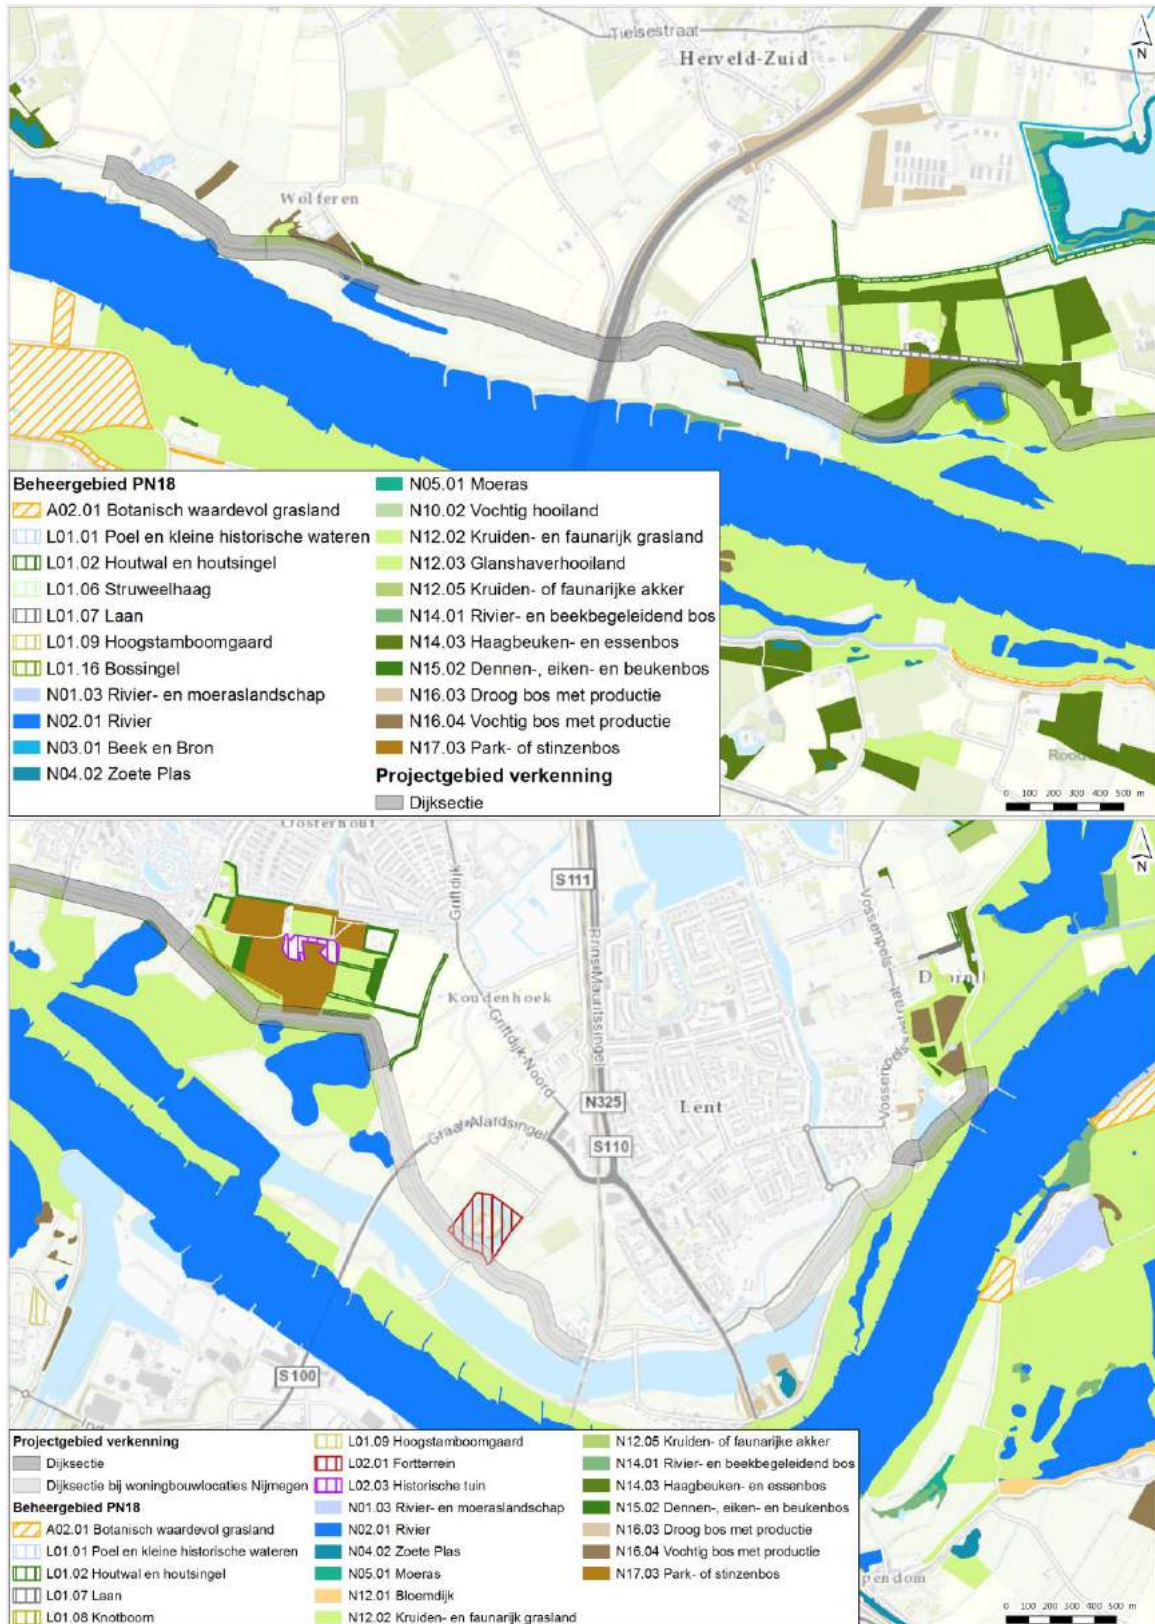 Tielsestraat
Herveld-Zuid
N
Wolferen
Beheergebied PN18
A02.01 Botanisch waardevol grasland
L01.01 Poel en kleine historische wateren
L01.02 Houtwal en houtsingel
L01.06 Struweelhaag
L01.07 Laan
L01.09 Hoogstamboomgaard
L01.16 Bossingel
N01.03 Rivier- en moeraslandschap
N02.01 Rivier
N03.01 Beek en Bron
N04.02 Zoete Plas
N05.01 Moeras
N10.02 Vochtig hooiland
N12.02 Kruiden- en faunarijk grasland
N12.03 Glanshaverhooiland
N12.05 Kruiden- of faunarijke akker
N14.01 Rivier- en beekbegeleidend bos
N14.03 Haagbeuken- en essenbos
N15.02 Dennen-, eiken- en beukenbos
N16.03 Droog bos met productie
N16.04 Vochtig bos met productie
N17.03 Park- of stinzenbos
Projectgebied verkenning
Dijksectie
0 100 200 300 400 500 m
Oosterhout
N
S111
Griftdijk
Prins Mauritssingel
Vossenpels
Koudenhoek
Griftdijk-Noord
N325
Lent
Graaf Alardsingel
S110
S100
Projectgebied verkenning
Dijksectie
Dijksectie bij woningbouwlocaties Nijmegen
Beheergebied PN18
A02.01 Botanisch waardevol grasland
L01.01 Poel en kleine historische wateren
L01.02 Houtwal en houtsingel
L01.07 Laan
L01.08 Knotboom
L01.09 Hoogstamboomgaard
L02.01 Fortterrein
L02.03 Historische tuin
N01.03 Rivier- en moeraslandschap
N02.01 Rivier
N04.02 Zoete Plas
N05.01 Moeras
N12.01 Bloemdijk
N12.02 Kruiden- en faunarijk grasland
N12.05 Kruiden- of faunarijke akker
N14.01 Rivier- en beekbegeleidend bos
N14.03 Haagbeuken- en essenbos
N15.02 Dennen-, eiken- en beukenbos
N16.03 Droog bos met productie
N16.04 Vochtig bos met productie
N17.03 Park- of stinzenbos
pendom
0 100 200 300 400 500 m